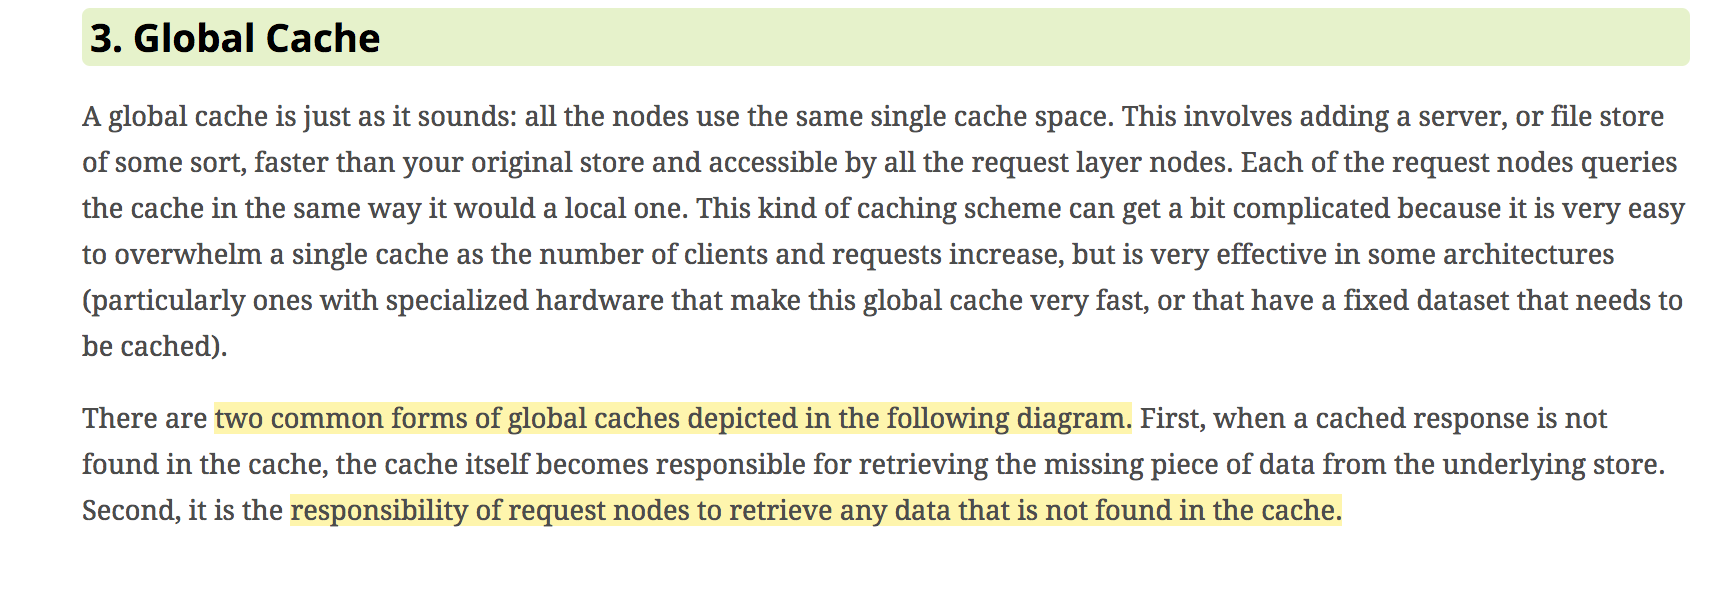 3. Global Cache
A global cache is just as it sounds: all the nodes use the same single cache space. This involves adding a server, or file store
of some sort, faster than your original store and accessible by all the request layer nodes. Each of the request nodes queries
the cache in the same way it would a local one. This kind of caching scheme can get a bit complicated because it is very easy
to overwhelm a single cache as the number of clients and requests increase, but is very effective in some architectures
(particularly ones with specialized hardware that make this global cache very fast, or that have a fixed dataset that needs to
be cached).
There are two common forms of global caches depicted in the following diagram. First, when a cached response is not
found in the cache, the cache itself becomes responsible for retrieving the missing piece of data from the underlying store.
Second, it is the responsibility of request nodes to retrieve any data that is not found in the cache.